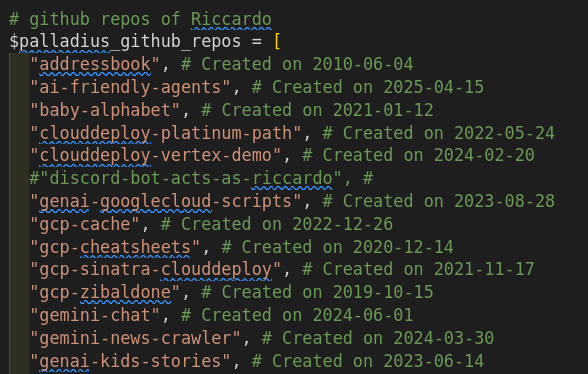 # github repos of Riccardo
$palladius_github_repos = [
"addressbook", # Created on 2010-06-04
"ai-friendly-agents", # Created on 2025-04-15
"baby-alphabet", # Created on 2021-01-12
"clouddeploy-platinum-path", # Created on 2022-05-24
"clouddeploy-vertex-demo", # Created on 2024-02-20
#"discord-bot-acts-as-riccardo", #
"genai-googlecloud-scripts", # Created on 2023-08-28
"gcp-cache", # Created on 2022-12-26
"gcp-cheatsheets", # Created on 2020-12-14
"gcp-sinatra-clouddeploy", # Created on 2021-11-17
"gcp-zibaldone", # Created on 2019-10-15
"gemini-chat", # Created on 2024-06-01
"gemini-news-crawler", # Created on 2024-03-30
"genai-kids-stories", # Created on 2023-06-14